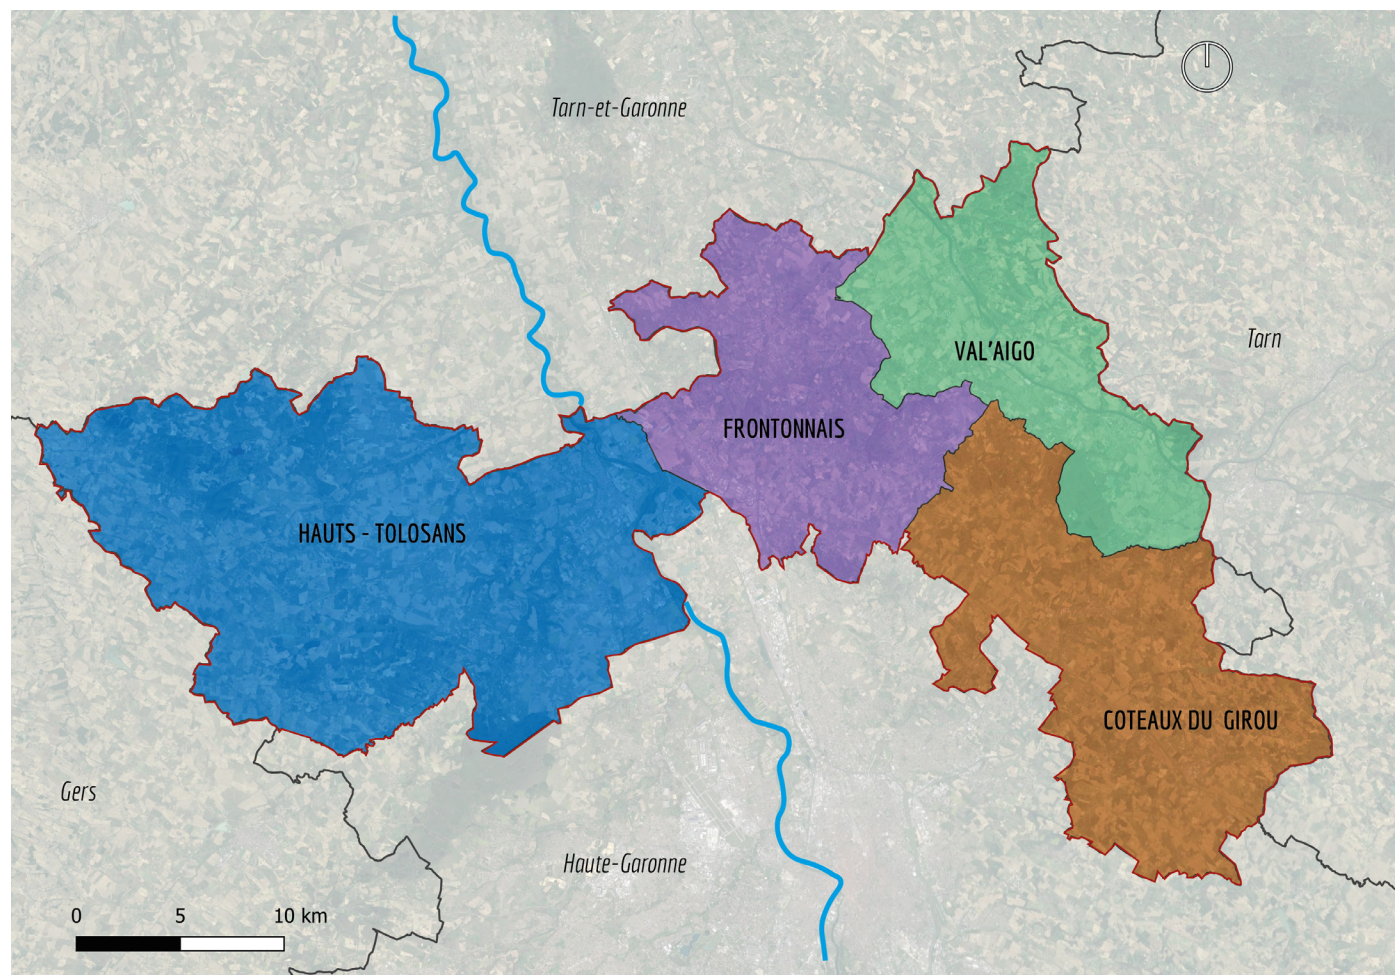 Tarn-et-Garonne
Tarn
VAL'AIGO
FRONTONNAIS
HAUTS - TOLOSANS
COTEAUX DU GIROU
Gers
Haute-Garonne
0 5 10 km